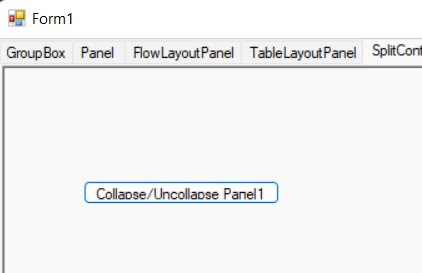 Form1
GroupBox Panel FlowLayoutPanel TableLayoutPanel SplitCont
Collapse/Uncollapse Panel1